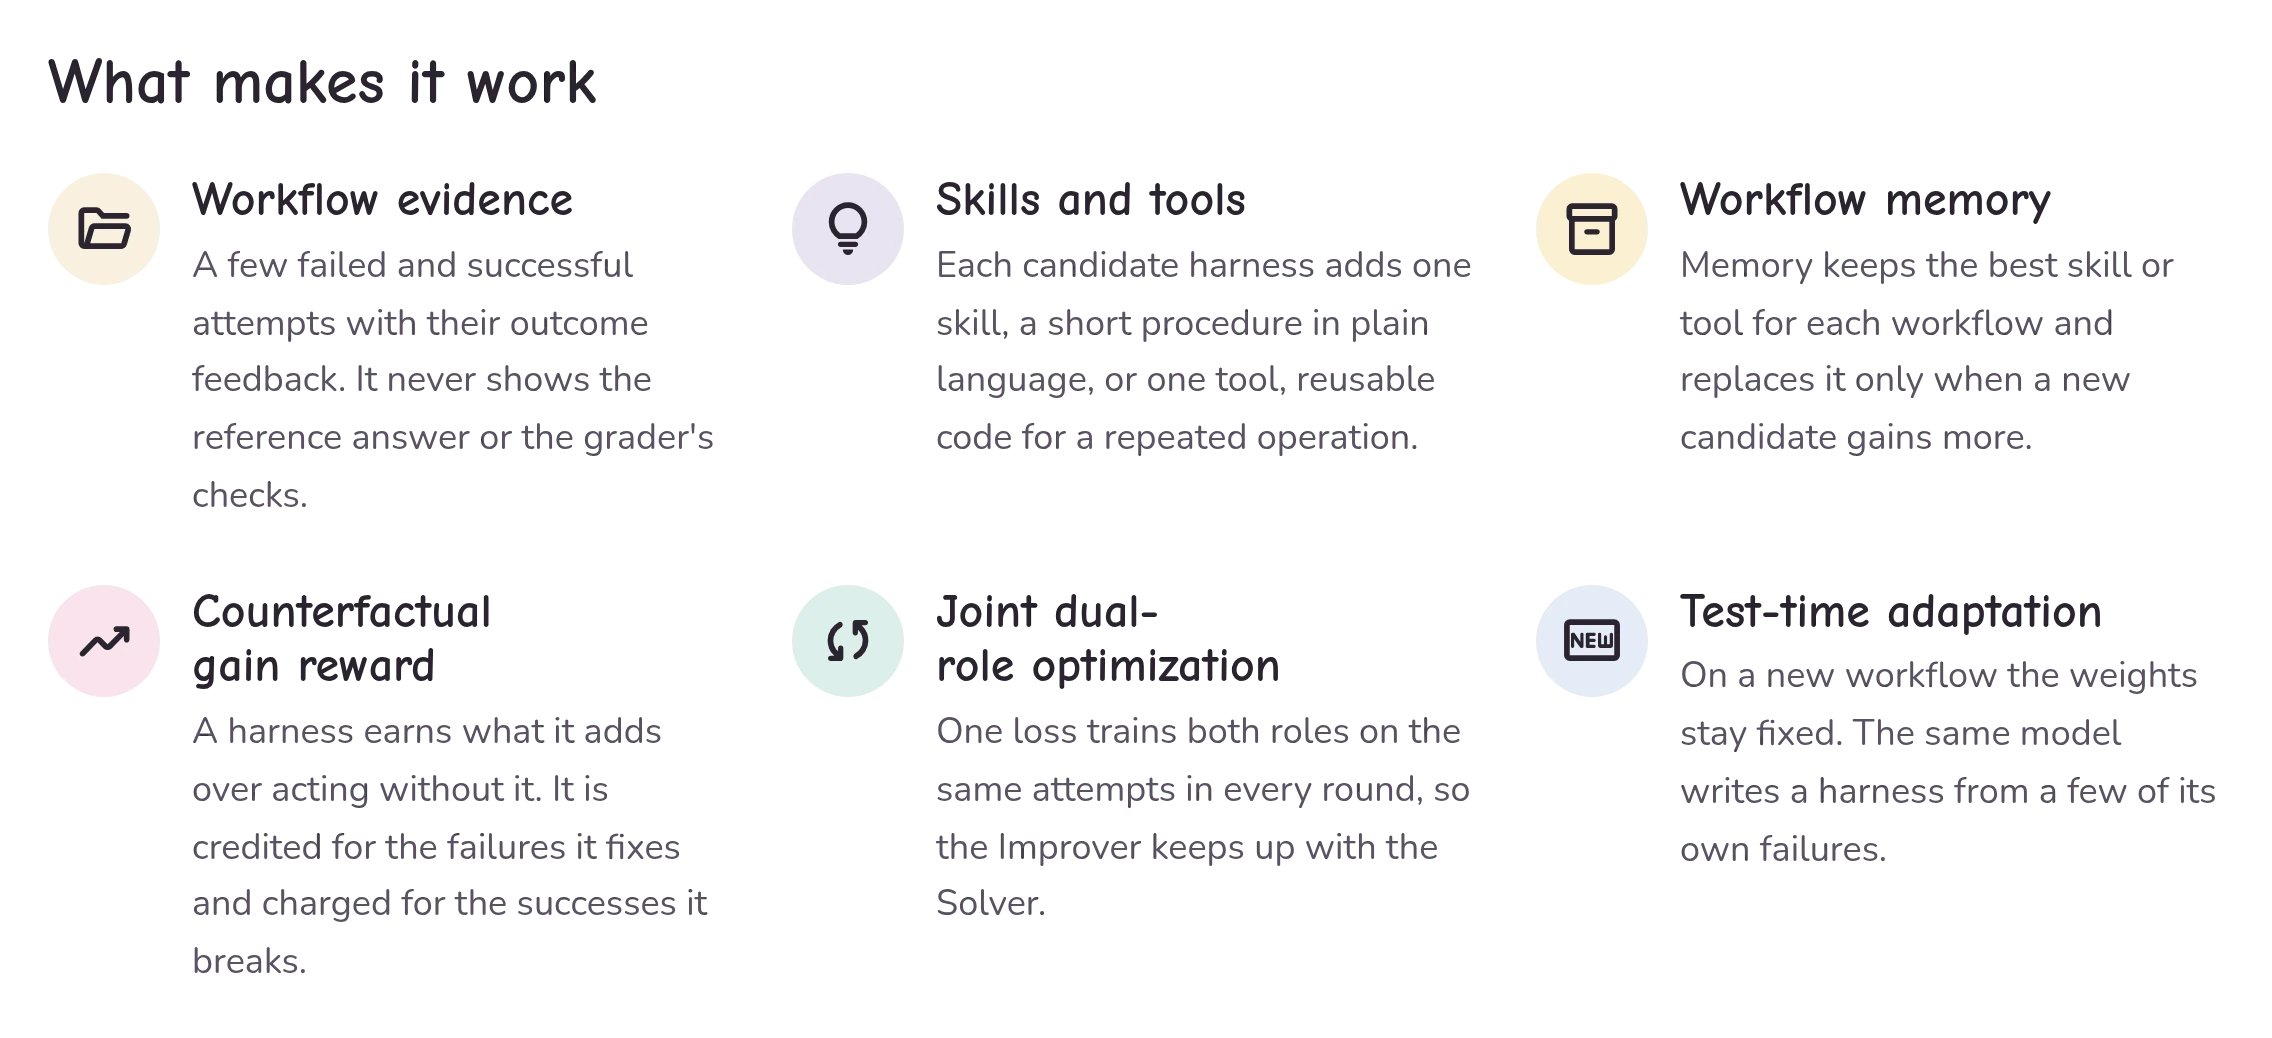 What makes it work
Workflow evidence
A few failed and successful
attempts with their outcome
feedback. It never shows the
reference answer or the grader's
checks.
Skills and tools
Each candidate harness adds one
skill, a short procedure in plain
language, or one tool, reusable
code for a repeated operation.
Workflow memory
Memory keeps the best skill or
tool for each workflow and
replaces it only when a new
candidate gains more.
Counterfactual
gain reward
A harness earns what it adds
over acting without it. It is
credited for the failures it fixes
and charged for the successes it
breaks.
Joint dual-
role optimization
One loss trains both roles on the
same attempts in every round, so
the Improver keeps up with the
Solver.
NEW
Test-time adaptation
On a new workflow the weights
stay fixed. The same model
writes a harness from a few of its
own failures.